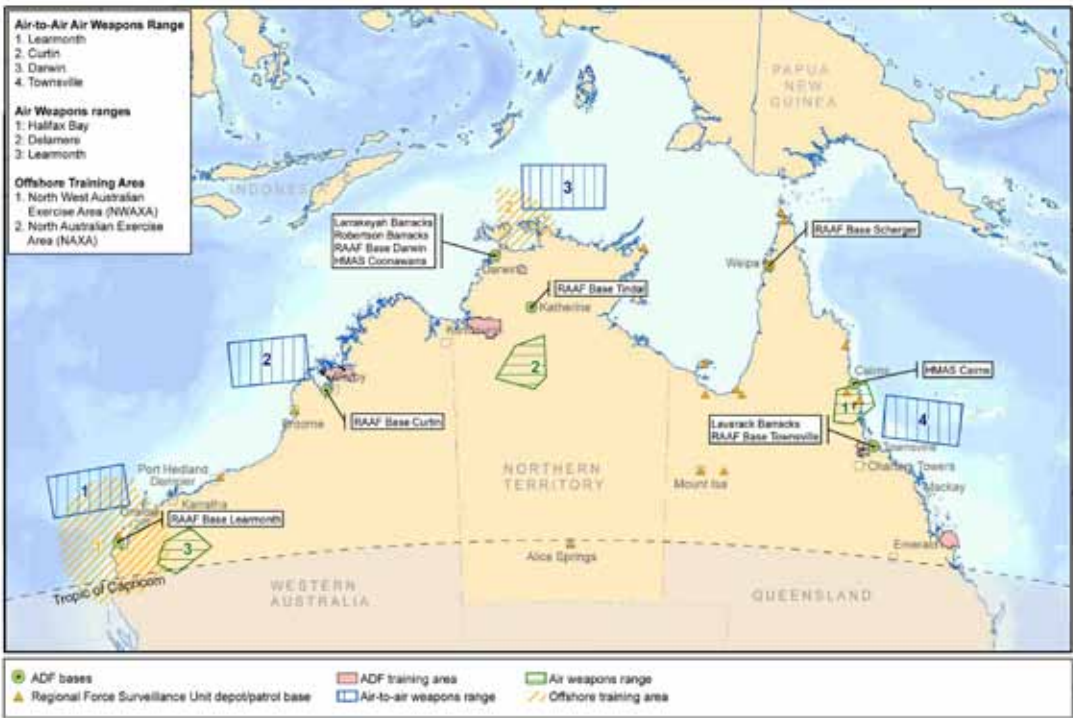 Air-to-Air Air Weapons Range
1. Learmonth
2. Curtin
3. Darwin
4. Townsville
Air Weapons ranges
1: Halifax Bay
2: Delamere
3: Learmonth
Offshore Training Area
1. North West Australian
Exercise Area (NWAXA)
2. North Australian Exercise
Area (NAXA)
PAPUA
NEW
GUINEA
INDONESIA
3
Larrakeyah Barracks
Robertson Barracks
RAAF Base Darwin
HMAS Coonawarra
Darwin
RAAF Base Scherger
Weipa
RAAF Base Tindal
Katherine
2
2
Cairns
HMAS Cairns
1
4
RAAF Base Curtin
Broome
Lavarack Barracks
RAAF Base Townsville
Townsville
Charters Towers
Mackay
NORTHERN
TERRITORY
Mount Isa
Port Hedland
Dampier
Karratha
1
RAAF Base Learmonth
1
3
Alice Springs
Emerald
Tropic of Capricorn
WESTERN
AUSTRALIA
QUEENSLAND
ADF bases
ADF training area
Air weapons range
Regional Force Surveillance Unit depot/patrol base
Air-to-air weapons range
Offshore training area